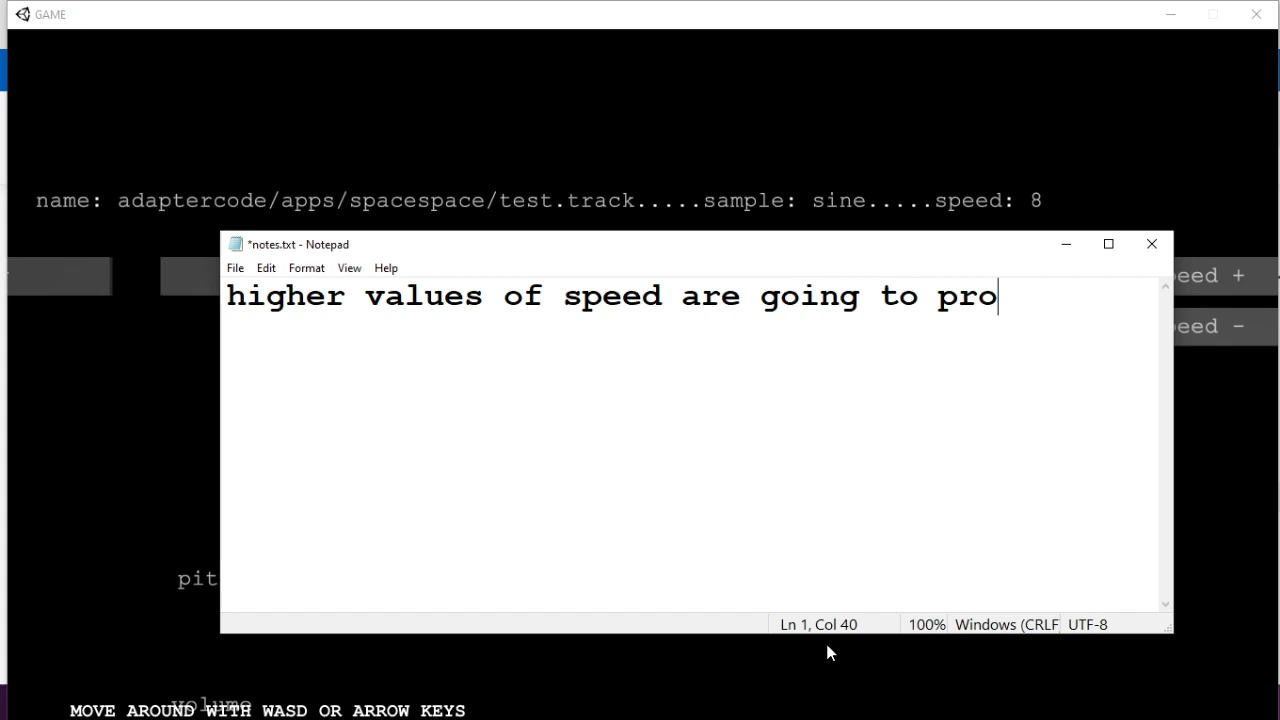 GAME
name: adaptercode/apps/spacespace/test.track.....sample: sine.....speed: 8
*notes.txt - Notepad
File Edit Format View Help
higher values of speed are going to pro
eed +
eed -
pit
Ln 1, Col 40 100% Windows (CRLF UTF-8
volume
MOVE AROUND WITH WASD OR ARROW KEYS